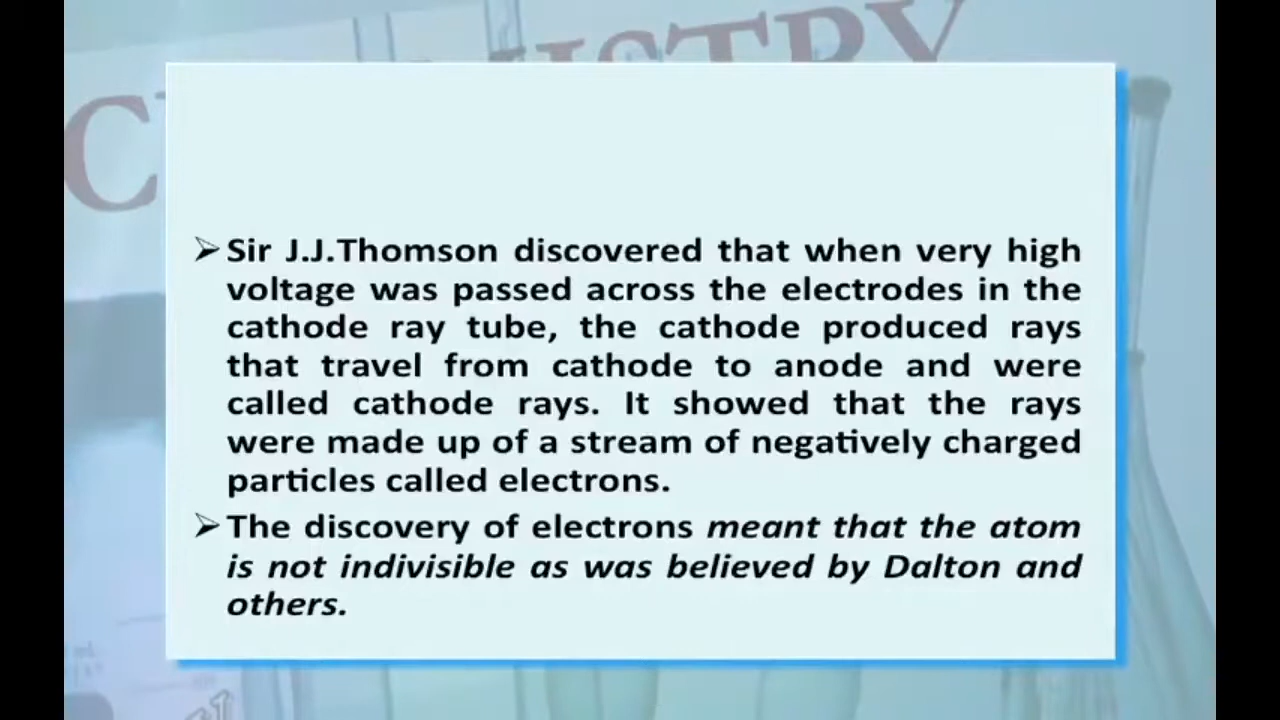 ➢ Sir J.J.Thomson discovered that when very high
voltage was passed across the electrodes in the
cathode ray tube, the cathode produced rays
that travel from cathode to anode and were
called cathode rays. It showed that the rays
were made up of a stream of negatively charged
particles called electrons.
➢ The discovery of electrons meant that the atom
is not indivisible as was believed by Dalton and
others.